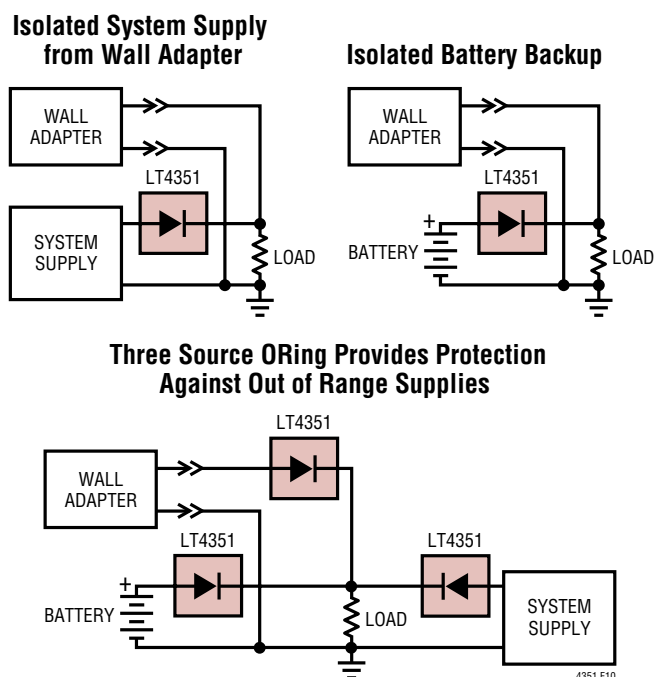 Isolated System Supply
from Wall Adapter
WALL
ADAPTER
LT4351
SYSTEM
SUPPLY
LOAD
Isolated Battery Backup
WALL
ADAPTER
LT4351
+
BATTERY
LOAD
Three Source ORing Provides Protection
Against Out of Range Supplies
LT4351
WALL
ADAPTER
LT4351
LT4351
+
BATTERY
LOAD
SYSTEM
SUPPLY
4351 F10